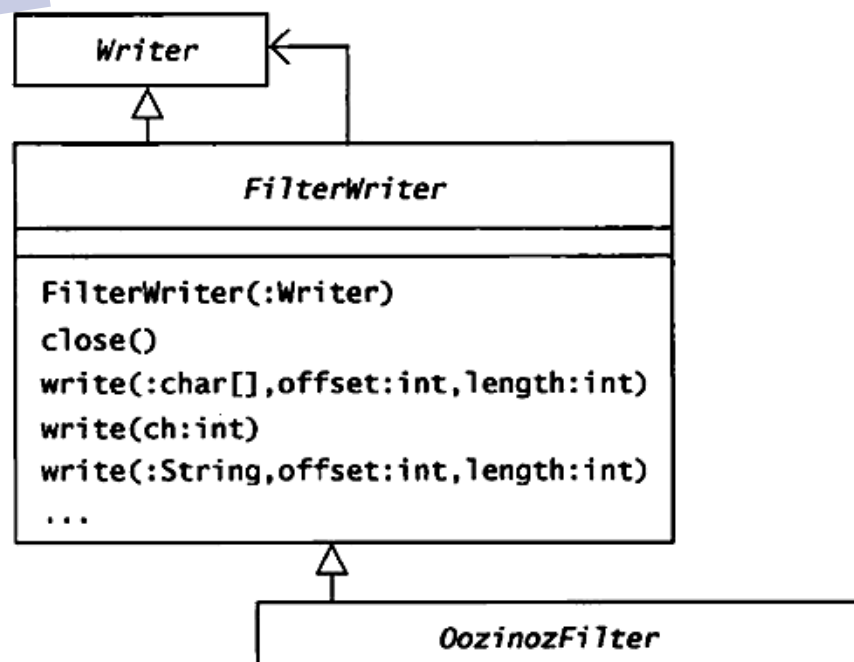 Writer
FilterWriter
FilterWriter(:Writer)
close()
write(:char[],offset:int,length:int)
write(ch:int)
write(:String,offset:int,length:int)
...
OozinozFilter